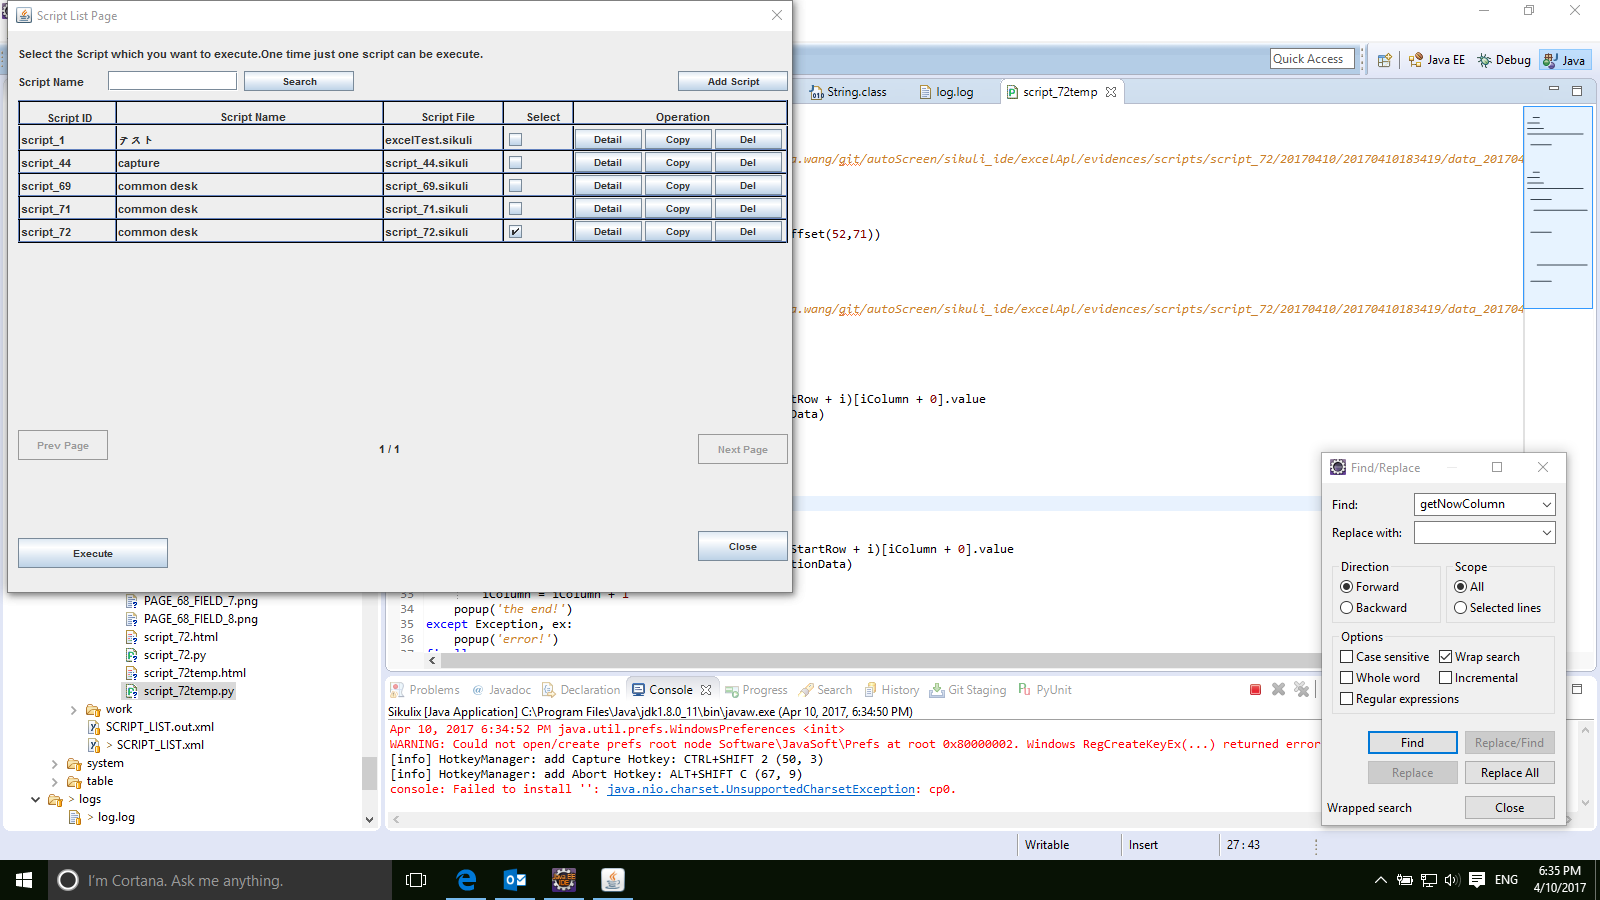 Script List Page
Select the Script which you want to execute.One time just one script can be execute.
Script Name
Search
Add Script
Script ID Script Name Script File Select Operation
script_1 テスト excelTest.sikuli Detail Copy Del
script_44 capture script_44.sikuli Detail Copy Del
script_69 common desk script_69.sikuli Detail Copy Del
script_71 common desk script_71.sikuli Detail Copy Del
script_72 common desk script_72.sikuli Detail Copy Del
Prev Page
1 / 1
Next Page
Execute
Close
Quick Access
Java EE
Debug
Java
String.class
log.log
script_72temp
a.wang/git/autoScreen/sikuli_ide/excelApl/evidences/scripts/script_72/20170410/20170410183419/data_201704
ffset(52,71))
a.wang/git/autoScreen/sikuli_ide/excelApl/evidences/scripts/script_72/20170410/20170410183419/data_201704
tRow + i)[iColumn + 0].value
Data)
StartRow + i)[iColumn + 0].value
tionData)
33 iColumn = iColumn + 1
34 popup('the end!')
35 except Exception, ex:
36 popup('error!')
PAGE_68_FIELD_7.png
PAGE_68_FIELD_8.png
script_72.html
script_72.py
script_72temp.html
script_72temp.py
work
SCRIPT_LIST.out.xml
> SCRIPT_LIST.xml
system
table
> logs
> log.log
Problems
@ Javadoc
Declaration
Console
Progress
Search
History
Git Staging
PyUnit
Sikulix [Java Application] C:\Program Files\Java\jdk1.8.0_11\bin\javaw.exe (Apr 10, 2017, 6:34:50 PM)
Apr 10, 2017 6:34:52 PM java.util.prefs.WindowsPreferences <init>
WARNING: Could not open/create prefs root node Software\JavaSoft\Prefs at root 0x80000002. Windows RegCreateKeyEx(...) returned error
[info] HotkeyManager: add Capture Hotkey: CTRL+SHIFT 2 (50, 3)
[info] HotkeyManager: add Abort Hotkey: ALT+SHIFT C (67, 9)
console: Failed to install '': java.nio.charset.UnsupportedCharsetException: cp0.
Find/Replace
Find: getNowColumn
Replace with:
Direction
Forward
Backward
Scope
All
Selected lines
Options
Case sensitive
Wrap search
Whole word
Incremental
Regular expressions
Find
Replace/Find
Replace
Replace All
Wrapped search
Close
Writable
Insert
27 : 43
I'm Cortana. Ask me anything.
ENG
6:35 PM
4/10/2017